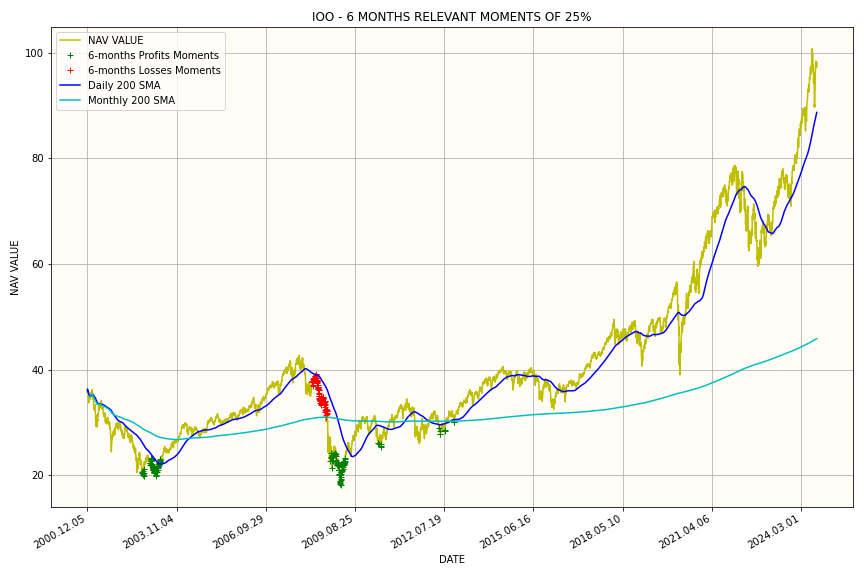 IOO - 6 MONTHS RELEVANT MOMENTS OF 25%
NAV VALUE
6-months Profits Moments
6-months Losses Moments
Daily 200 SMA
Monthly 200 SMA
100
80
60
40
20
NAV VALUE
2000.12.05
2003.11.04
2006.09.29
2009.08.25
2012.07.19
2015.06.16
2018.05.10
2021.04.06
2024.03.01
DATE